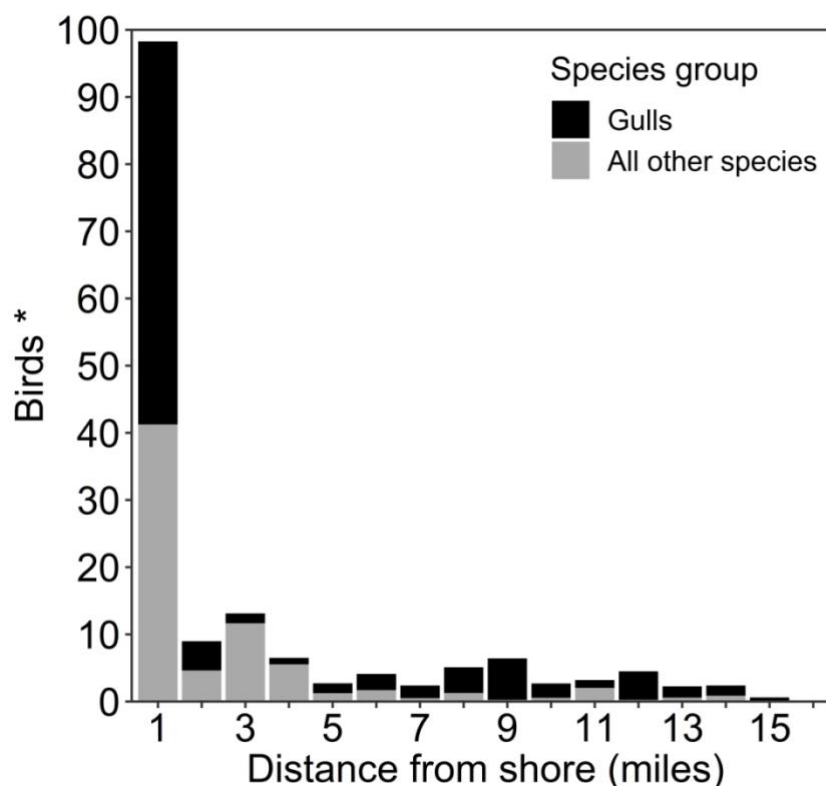 100
90
80
70
60
50
40
30
20
10
0
Birds *
Species group
Gulls
All other species
1 3 5 7 9 11 13 15
Distance from shore (miles)